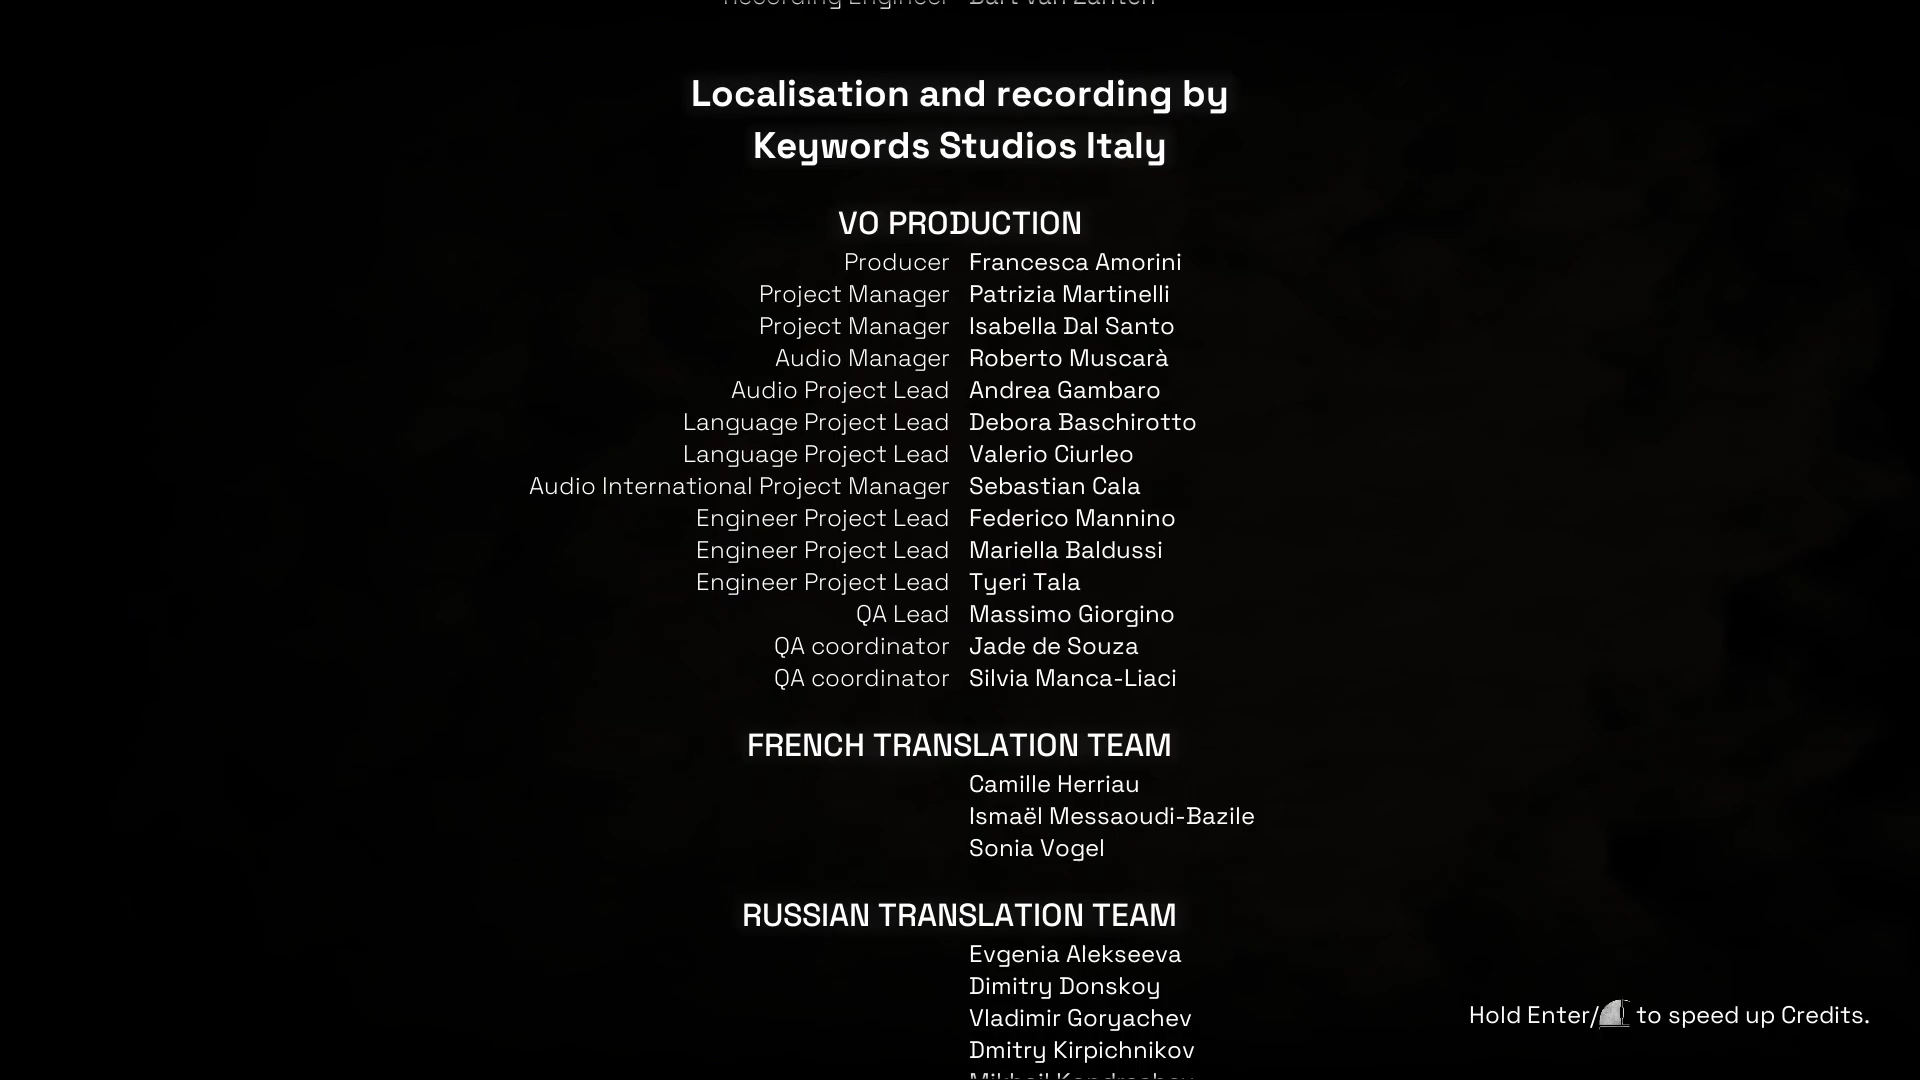 Recording Engineer Bart van Zanten
Localisation and recording by
Keywords Studios Italy
VO PRODUCTION
Producer Francesca Amorini
Project Manager Patrizia Martinelli
Project Manager Isabella Dal Santo
Audio Manager Roberto Muscarà
Audio Project Lead Andrea Gambaro
Language Project Lead Debora Baschirotto
Language Project Lead Valerio Ciurleo
Audio International Project Manager Sebastian Cala
Engineer Project Lead Federico Mannino
Engineer Project Lead Mariella Baldussi
Engineer Project Lead Tyeri Tala
QA Lead Massimo Giorgino
QA coordinator Jade de Souza
QA coordinator Silvia Manca-Liaci
FRENCH TRANSLATION TEAM
Camille Herriau
Ismaël Messaoudi-Bazile
Sonia Vogel
RUSSIAN TRANSLATION TEAM
Evgenia Alekseeva
Dimitry Donskoy
Vladimir Goryachev
Dmitry Kirpichnikov
Hold Enter/ to speed up Credits.